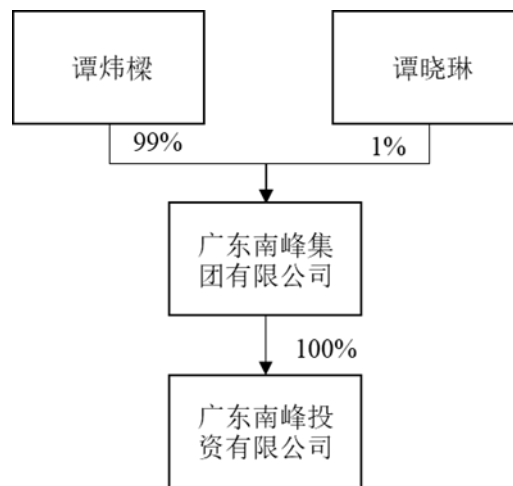 谭炜樑
谭晓琳
99%
1%
广东南峰集
团有限公司
100%
广东南峰投
资有限公司